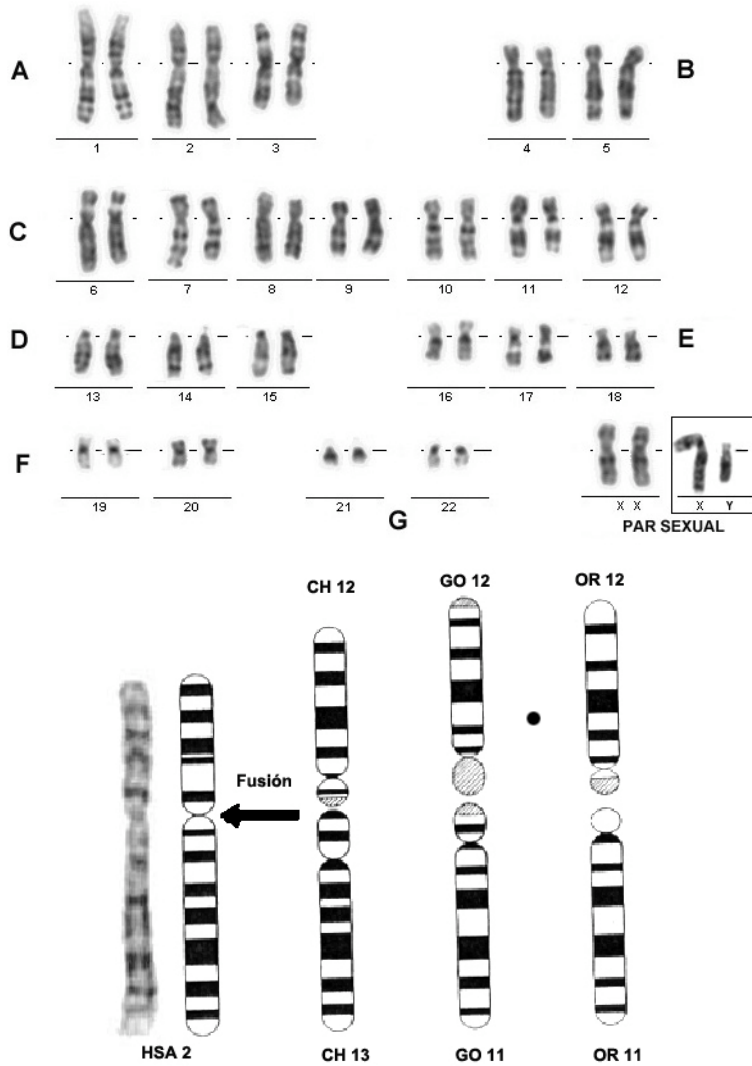 A
B
1 2 3 4 5
C
6 7 8 9 10 11 12
D
E
13 14 15 16 17 18
F
19 20 21 22 X X X Y
G
PAR SEXUAL
CH 12 GO 12 OR 12
Fusión
HSA 2 CH 13 GO 11 OR 11